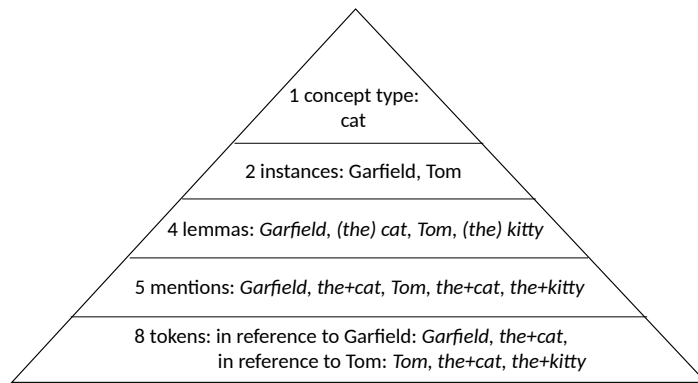 1 concept type:
cat
2 instances: Garfield, Tom
4 lemmas: Garfield, (the) cat, Tom, (the) kitty
5 mentions: Garfield, the+cat, Tom, the+cat, the+kitty
8 tokens: in reference to Garfield: Garfield, the+cat,
in reference to Tom: Tom, the+cat, the+kitty